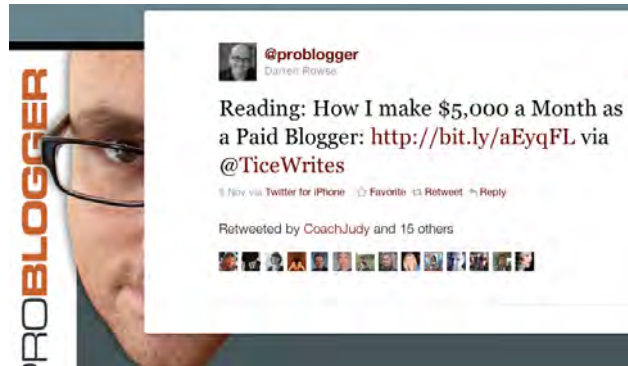 PROBLOGGER
@problogger
Darren Rowse
Reading: How I make $5,000 a Month as
a Paid Blogger: http://bit.ly/aEyqFL via
@TiceWrites
5 Nov via Twitter for iPhone Favorite Retweet Reply
Retweeted by CoachJudy and 15 others